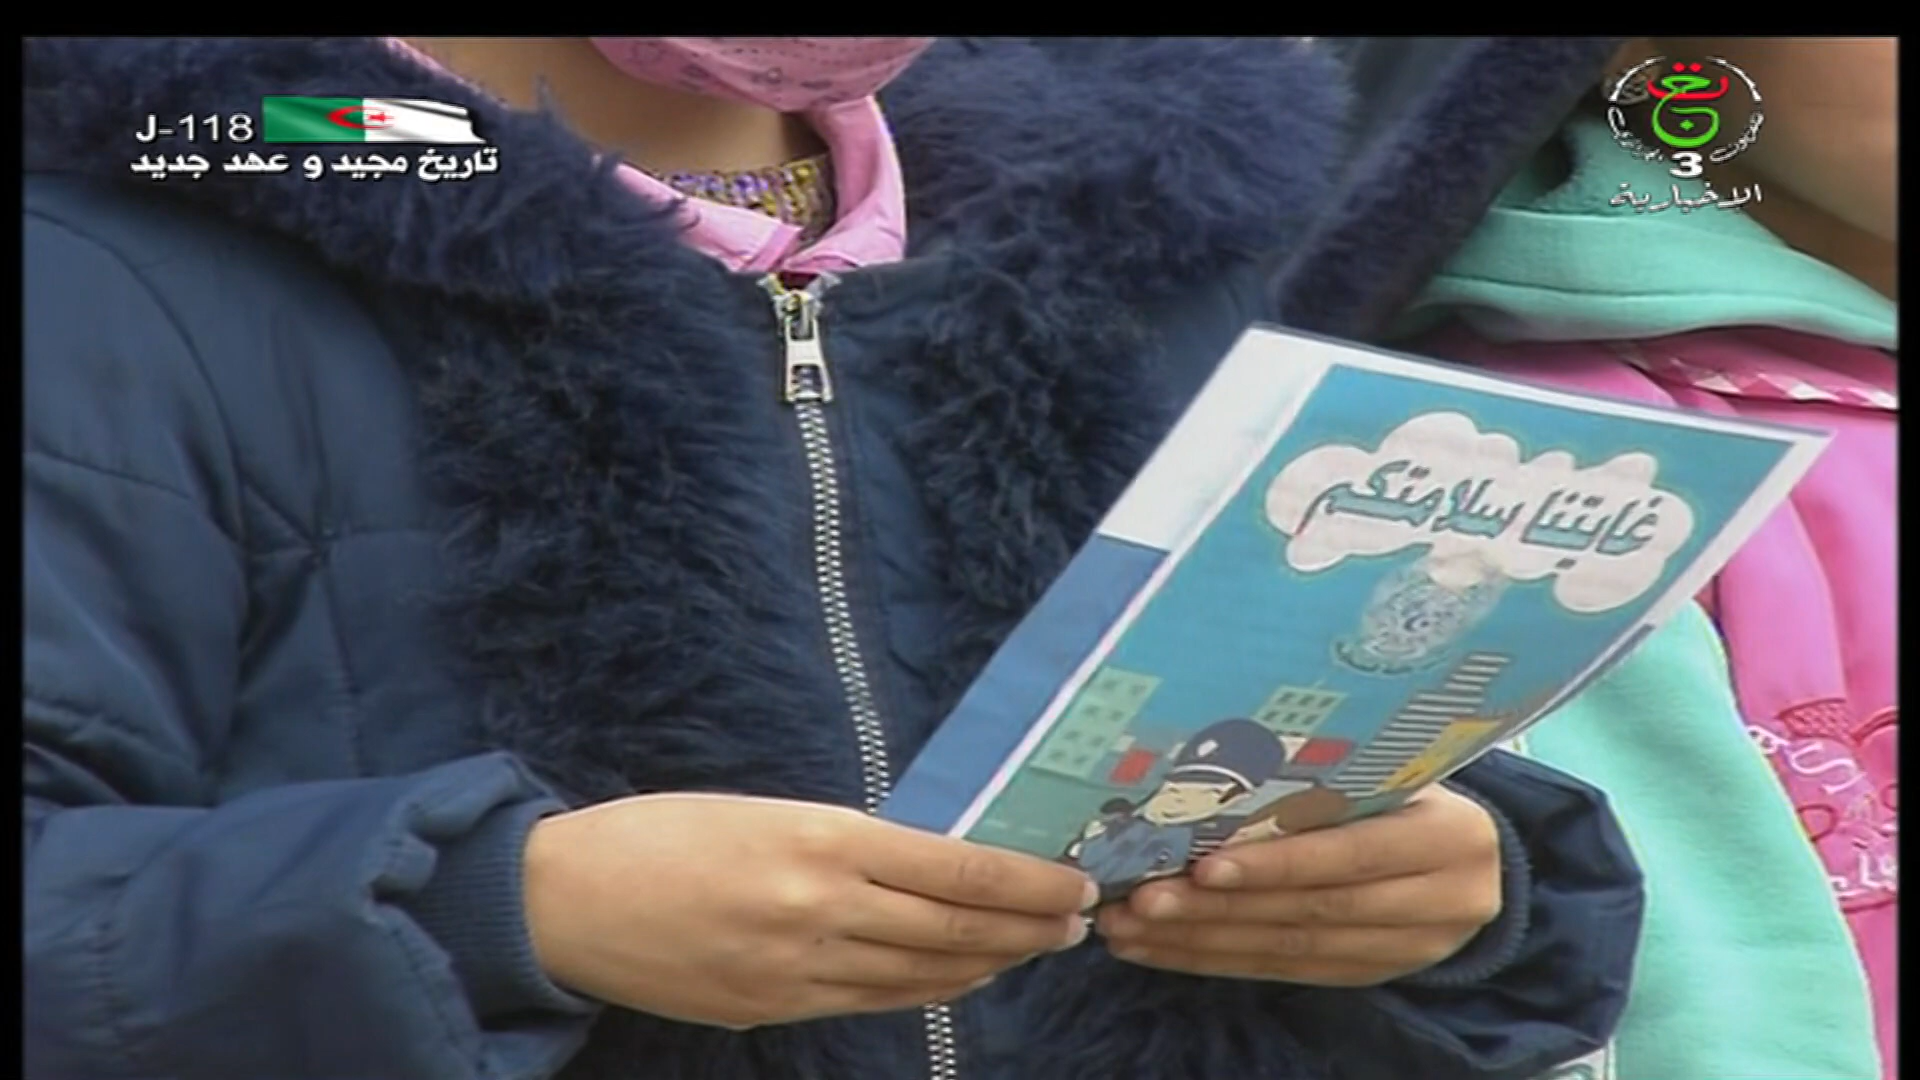 J-118
تاريخ مجيد و عهد جديد
3
الإخبارية
غايتنا سلامتكم